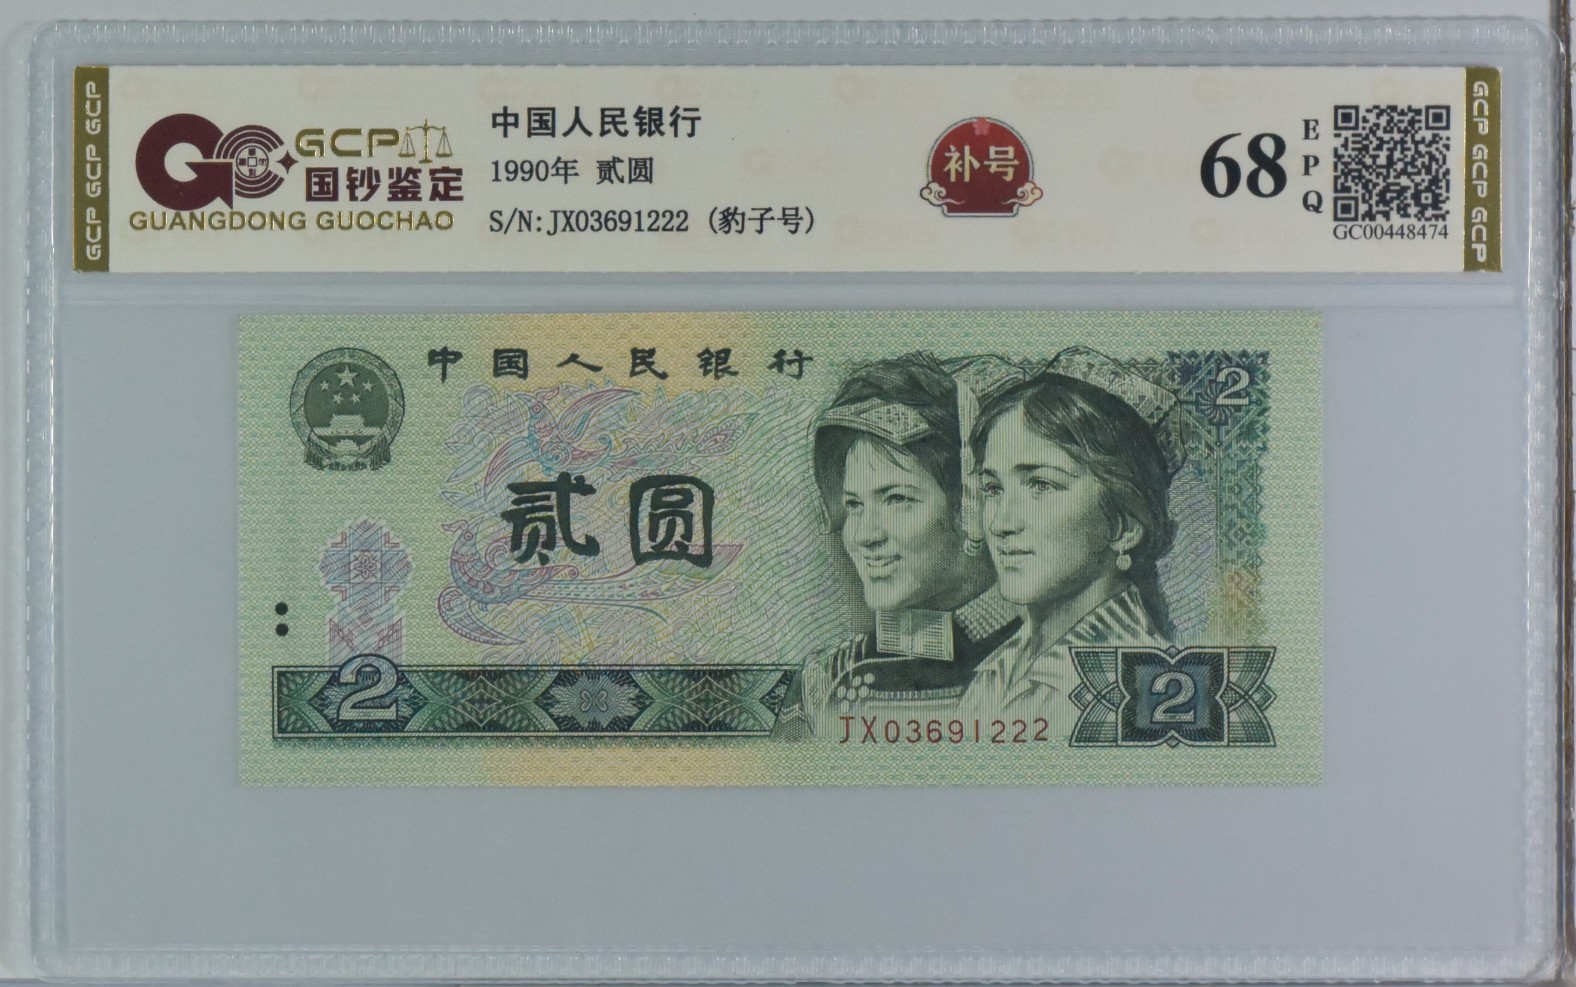 GCP GCP GCP
GCP
国钞鉴定
GUANGDONG GUOCHAO
中国人民银行
1990年 贰圆
S/N:JX03691222 (豹子号)
补号
68
EPQ
GC00448474
GCP GCP GCP
中国人民银行
2
贰圆
2
JX03691222
2